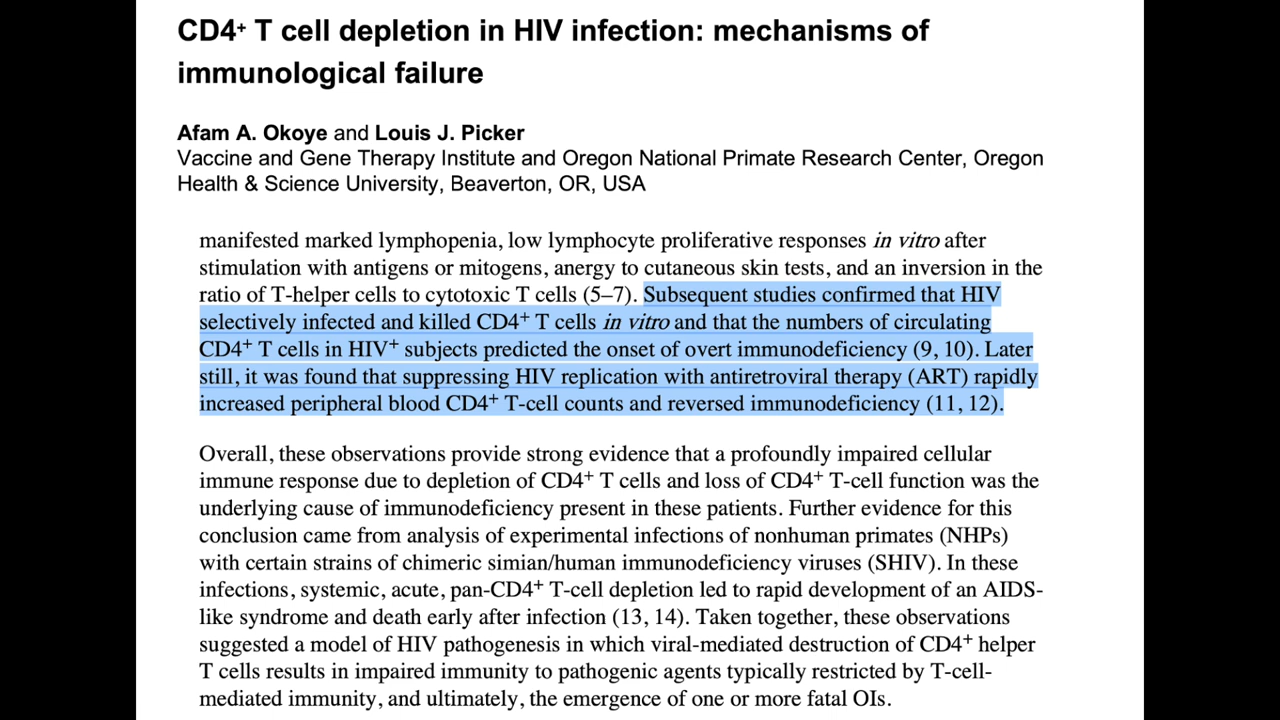 CD4+ T cell depletion in HIV infection: mechanisms of
immunological failure
Afam A. Okoye and Louis J. Picker
Vaccine and Gene Therapy Institute and Oregon National Primate Research Center, Oregon
Health & Science University, Beaverton, OR, USA
manifested marked lymphopenia, low lymphocyte proliferative responses in vitro after
stimulation with antigens or mitogens, anergy to cutaneous skin tests, and an inversion in the
ratio of T-helper cells to cytotoxic T cells (5–7). Subsequent studies confirmed that HIV
selectively infected and killed CD4+ T cells in vitro and that the numbers of circulating
CD4+ T cells in HIV+ subjects predicted the onset of overt immunodeficiency (9, 10). Later
still, it was found that suppressing HIV replication with antiretroviral therapy (ART) rapidly
increased peripheral blood CD4+ T-cell counts and reversed immunodeficiency (11, 12).
Overall, these observations provide strong evidence that a profoundly impaired cellular
immune response due to depletion of CD4+ T cells and loss of CD4+ T-cell function was the
underlying cause of immunodeficiency present in these patients. Further evidence for this
conclusion came from analysis of experimental infections of nonhuman primates (NHPs)
with certain strains of chimeric simian/human immunodeficiency viruses (SHIV). In these
infections, systemic, acute, pan-CD4+ T-cell depletion led to rapid development of an AIDS-
like syndrome and death early after infection (13, 14). Taken together, these observations
suggested a model of HIV pathogenesis in which viral-mediated destruction of CD4+ helper
T cells results in impaired immunity to pathogenic agents typically restricted by T-cell-
mediated immunity, and ultimately, the emergence of one or more fatal OIs.